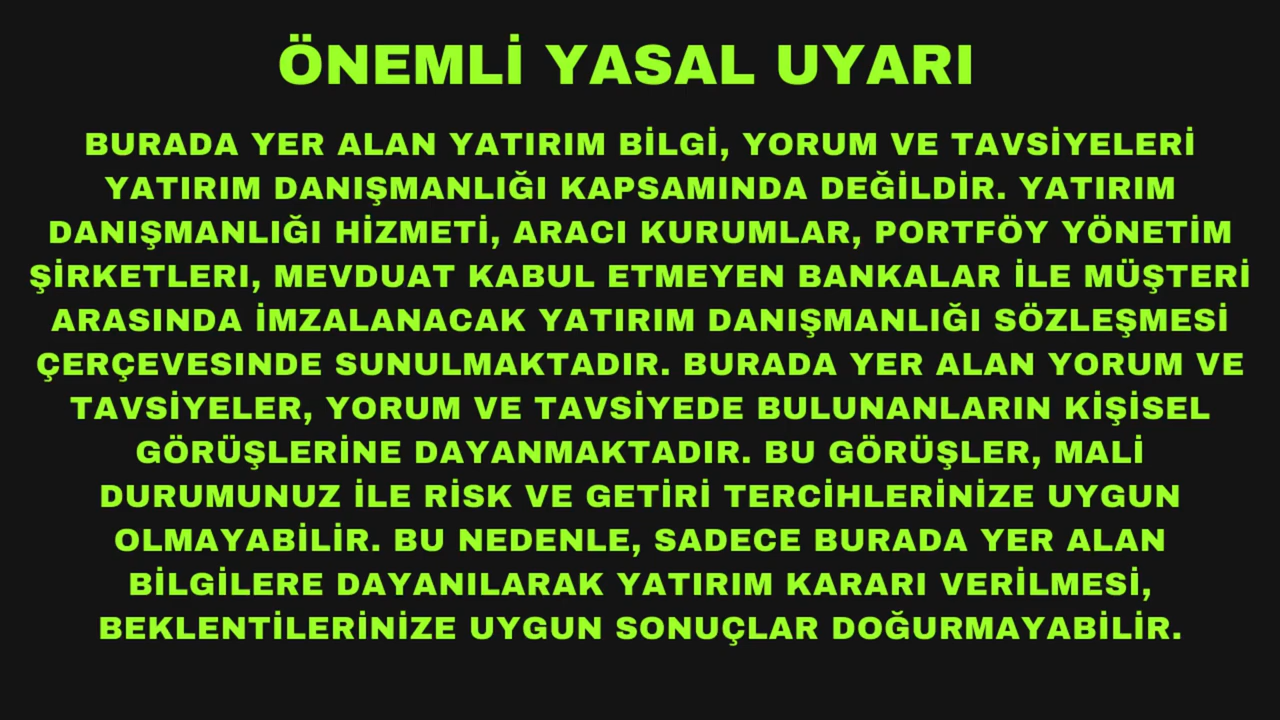 ÖNEMLİ YASAL UYARI
BURADA YER ALAN YATIRIM BİLGİ, YORUM VE TAVSİYELERİ
YATIRIM DANIŞMANLIĞI KAPSAMINDA DEĞİLDİR. YATIRIM
DANIŞMANLIĞI HİZMETİ, ARACI KURUMLAR, PORTFÖY YÖNETİM
ŞİRKETLERI, MEVDUAT KABUL ETMEYEN BANKALAR İLE MÜŞTERİ
ARASINDA İMZALANACAK YATIRIM DANIŞMANLIĞI SÖZLEŞMESİ
ÇERÇEVESINDE SUNULMAKTADIR. BURADA YER ALAN YORUM VE
TAVSİYELER, YORUM VE TAVSİYEDE BULUNANLARIN KİŞİSEL
GÖRÜŞLERİNE DAYANMAKTADIR. BU GÖRÜŞLER, MALİ
DURUMUNUZ İLE RİSK VE GETİRİ TERCİHLERİNİZE UYGUN
OLMAYABİLİR. BU NEDENLE, SADECE BURADA YER ALAN
BİLGİLERE DAYANILARAK YATIRIM KARARI VERİLMESİ,
BEKLENTİLERİNİZE UYGUN SONUÇLAR DOĞURMAYABİLİR.